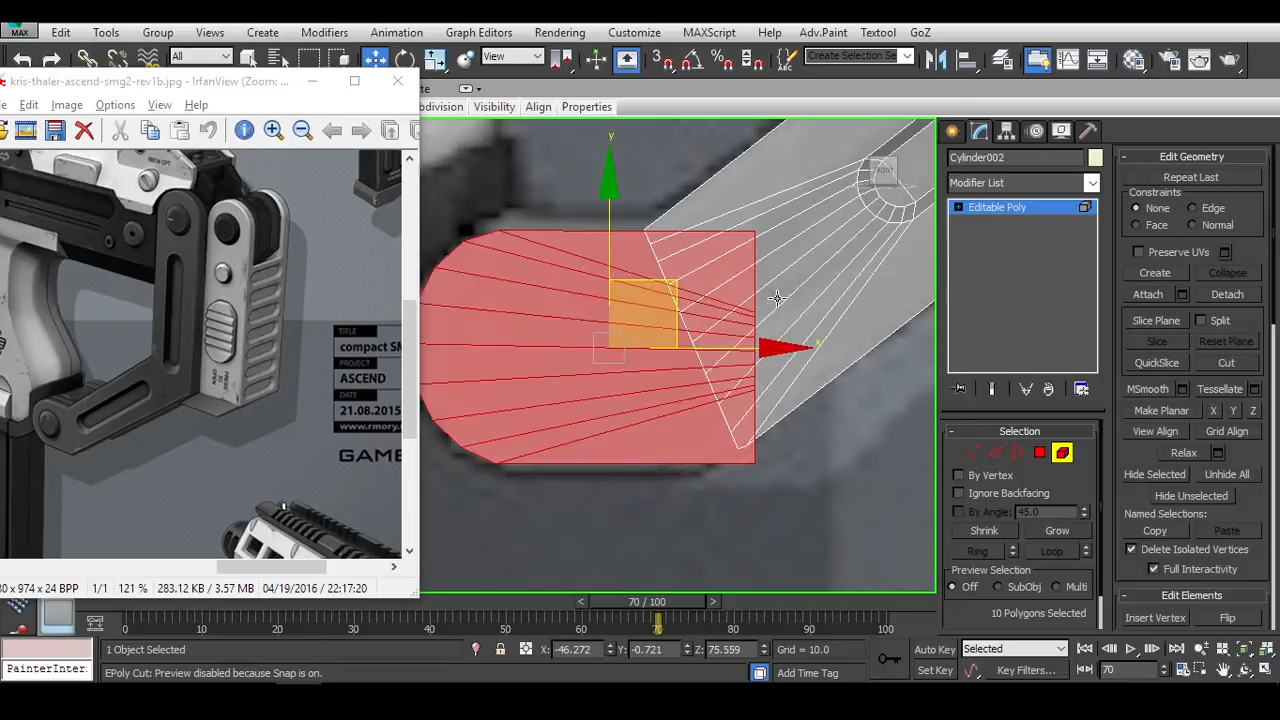 MAX
Edit Tools Group Views Create Modifiers Animation Graph Editors Rendering Customize MAXScript Help Adv.Paint Textool GoZ
All
View
Create Selection Se
kris-thaler-ascend-smg2-rev1b.jpg - IrfanView (Zoom: ...
Edit Image Options View Help
bdivision Visibility Align Properties
MK14 OPT
PRESS TO OPEN
TITLE
compact SM
PROJECT
ASCEND
DATE
21.08.2015
www.rmory.
GAME
30 x 974 x 24 BPP 1/1 121 % 283.12 KB / 3.57 MB 04/19/2016 / 22:17:20
y
x
FRONT
Cylinder002
Modifier List
Editable Poly
Selection
By Vertex
Ignore Backfacing
By Angle: 45.0
Shrink Grow
Ring Loop
Preview Selection
Off SubObj Multi
10 Polygons Selected
Edit Geometry
Repeat Last
Constraints
None Edge
Face Normal
Preserve UVs
Create Collapse
Attach Detach
Slice Plane Split
Slice Reset Plane
QuickSlice Cut
MSmooth Tessellate
Make Planar X Y Z
View Align Grid Align
Relax
Hide Selected Unhide All
Hide Unselected
Named Selections:
Copy Paste
Delete Isolated Vertices
Full Interactivity
Edit Elements
Insert Vertex Flip
< 70 / 100 >
0 10 20 30 40 50 60 70 80 90 100
PainterInter
1 Object Selected
X: -46.272 Y: -0.721 Z: 75.559 Grid = 10.0
EPoly Cut: Preview disabled because Snap is on.
Add Time Tag
Auto Key Selected
Set Key Key Filters... 70